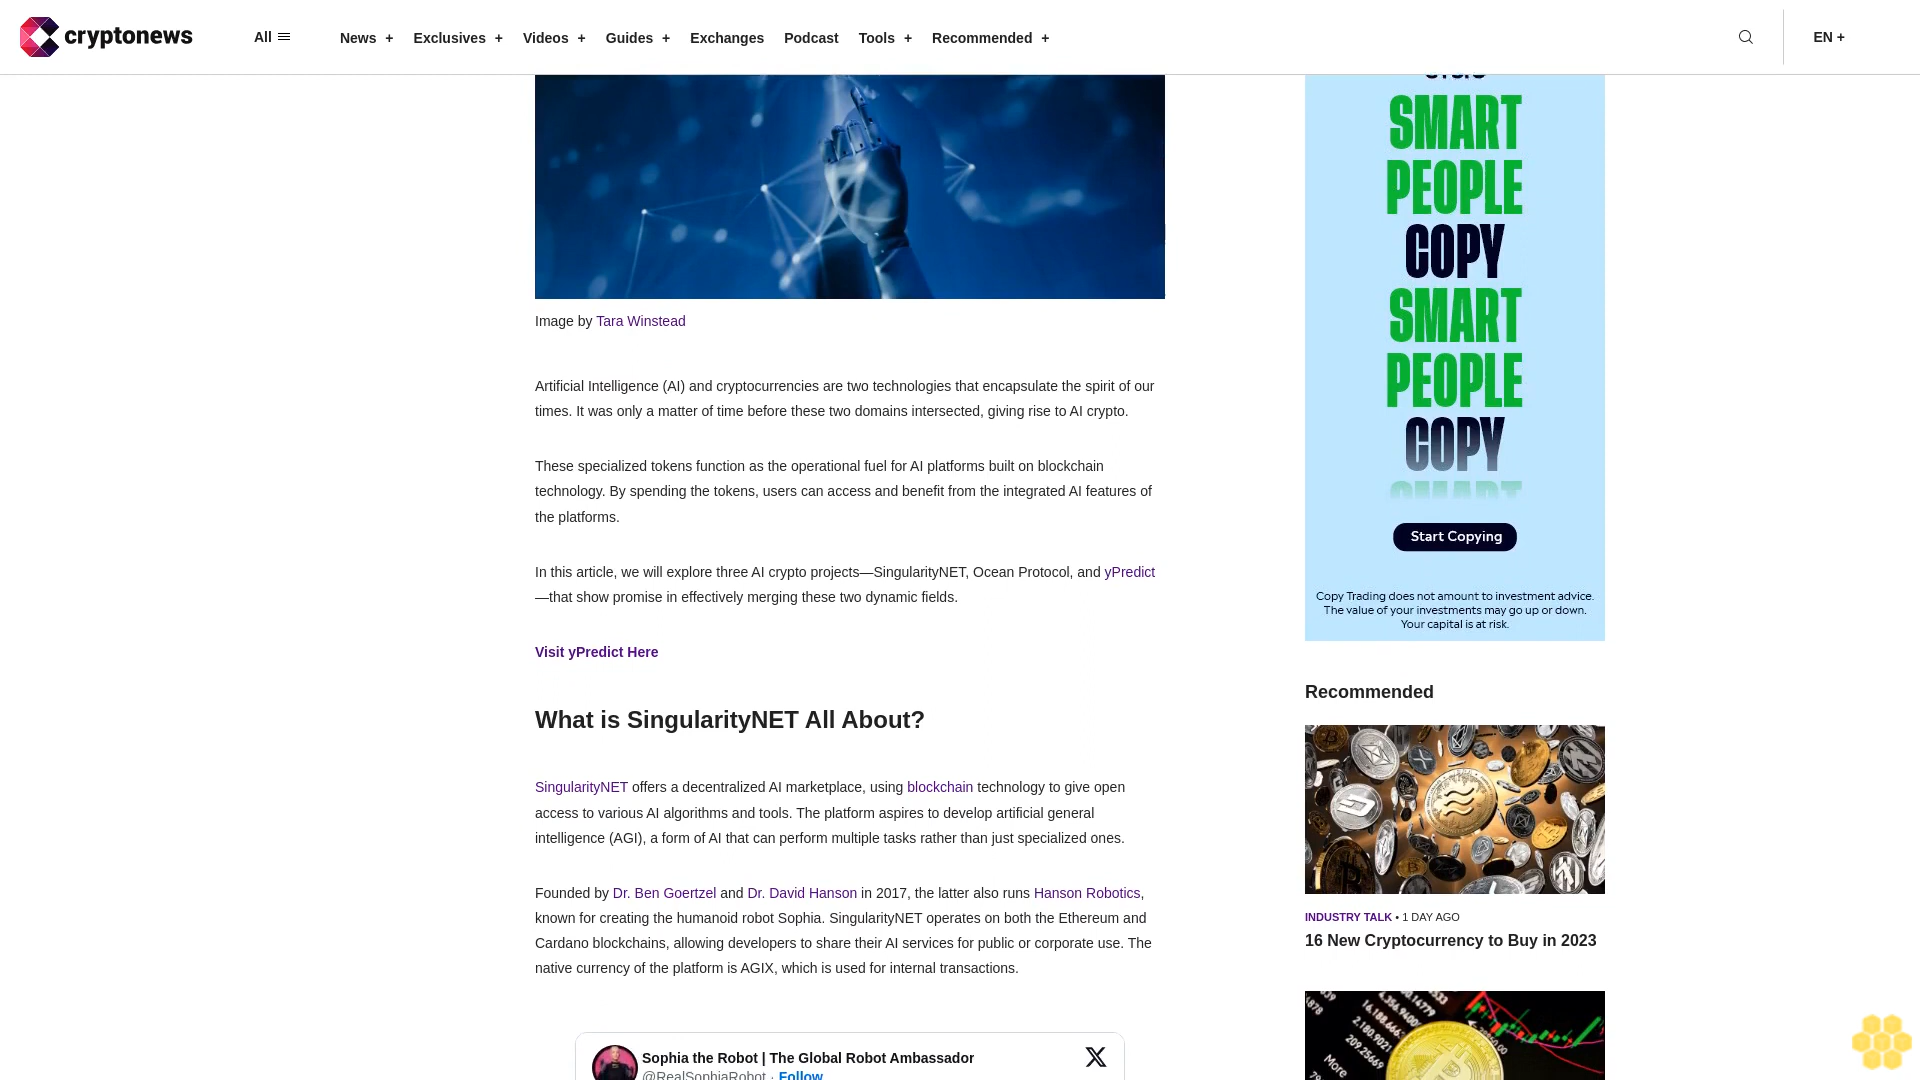 cryptonews
All
News +
Exclusives +
Videos +
Guides +
Exchanges
Podcast
Tools +
Recommended +
EN +
Image by Tara Winstead
Artificial Intelligence (AI) and cryptocurrencies are two technologies that encapsulate the spirit of our
times. It was only a matter of time before these two domains intersected, giving rise to AI crypto.
These specialized tokens function as the operational fuel for AI platforms built on blockchain
technology. By spending the tokens, users can access and benefit from the integrated AI features of
the platforms.
In this article, we will explore three AI crypto projects—SingularityNET, Ocean Protocol, and yPredict
—that show promise in effectively merging these two dynamic fields.
Visit yPredict Here
What is SingularityNET All About?
SingularityNET offers a decentralized AI marketplace, using blockchain technology to give open
access to various AI algorithms and tools. The platform aspires to develop artificial general
intelligence (AGI), a form of AI that can perform multiple tasks rather than just specialized ones.
Founded by Dr. Ben Goertzel and Dr. David Hanson in 2017, the latter also runs Hanson Robotics,
known for creating the humanoid robot Sophia. SingularityNET operates on both the Ethereum and
Cardano blockchains, allowing developers to share their AI services for public or corporate use. The
native currency of the platform is AGIX, which is used for internal transactions.
Sophia the Robot | The Global Robot Ambassador
@RealSophiaRobot · Follow
SMART
PEOPLE
COPY
SMART
PEOPLE
COPY
SMART
Start Copying
Copy Trading does not amount to investment advice.
The value of your investments may go up or down.
Your capital is at risk.
Recommended
INDUSTRY TALK • 1 DAY AGO
16 New Cryptocurrency to Buy in 2023
2,180.9021
209.25669
More